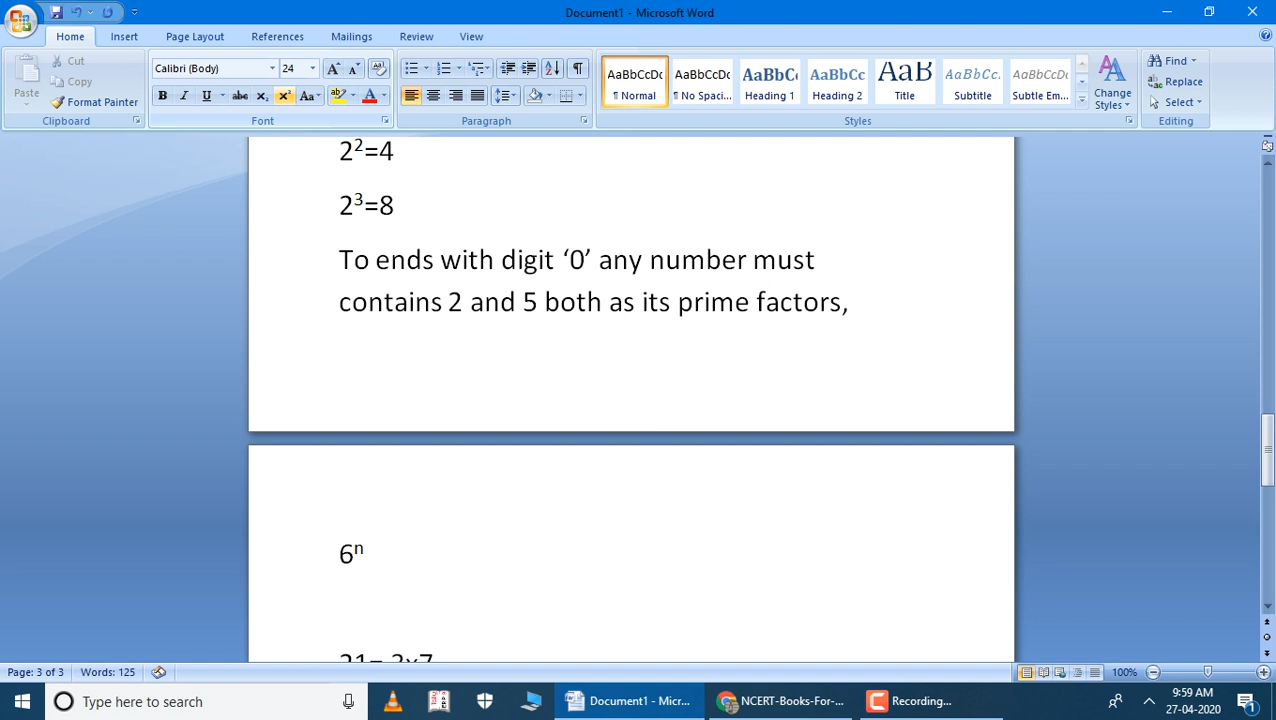 Document1 - Microsoft Word
Home Insert Page Layout References Mailings Review View
Cut
Copy
Paste
Format Painter
Clipboard
Calibri (Body) 24
Font
Paragraph
AaBbCcDc AaBbCcDc AaBbCc AaBbCc AaB AaBbCc. AaBbCcDc
¶ Normal ¶ No Spaci... Heading 1 Heading 2 Title Subtitle Subtle Em...
Change Styles
Styles
Find
Replace
Select
Editing
2²=4
2³=8
To ends with digit ‘0’ any number must
contains 2 and 5 both as its prime factors,
6ⁿ
21= 3x7
Page: 3 of 3 Words: 125 100%
Type here to search
Document1 - Micr...
NCERT-Books-For-...
Recording...
9:59 AM
27-04-2020